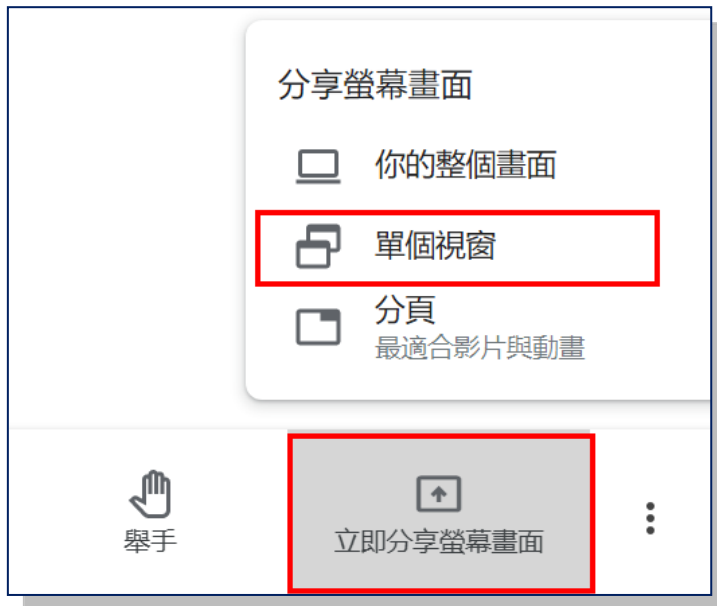 分享螢幕畫面
你的整個畫面
單個視窗
分頁
最適合影片與動畫
舉手
立即分享螢幕畫面